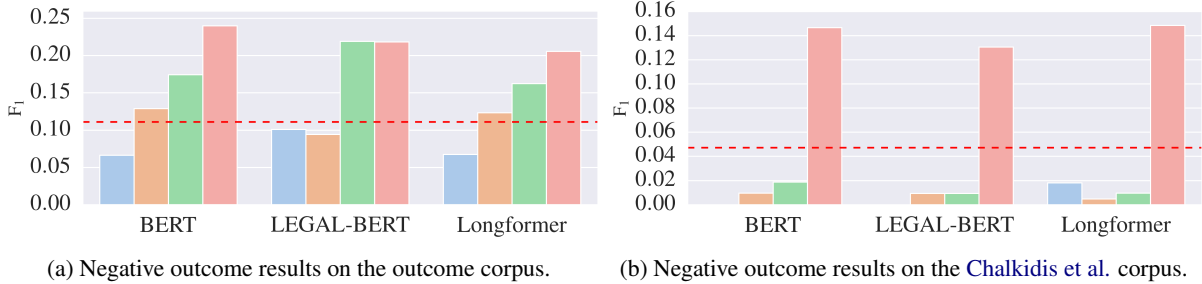 0.25
0.20
0.15
0.10
0.05
0.00
F1
BERT LEGAL-BERT Longformer
(a) Negative outcome results on the outcome corpus.
0.16
0.14
0.12
0.10
0.08
0.06
0.04
0.02
0.00
F1
BERT LEGAL-BERT Longformer
(b) Negative outcome results on the Chalkidis et al. corpus.